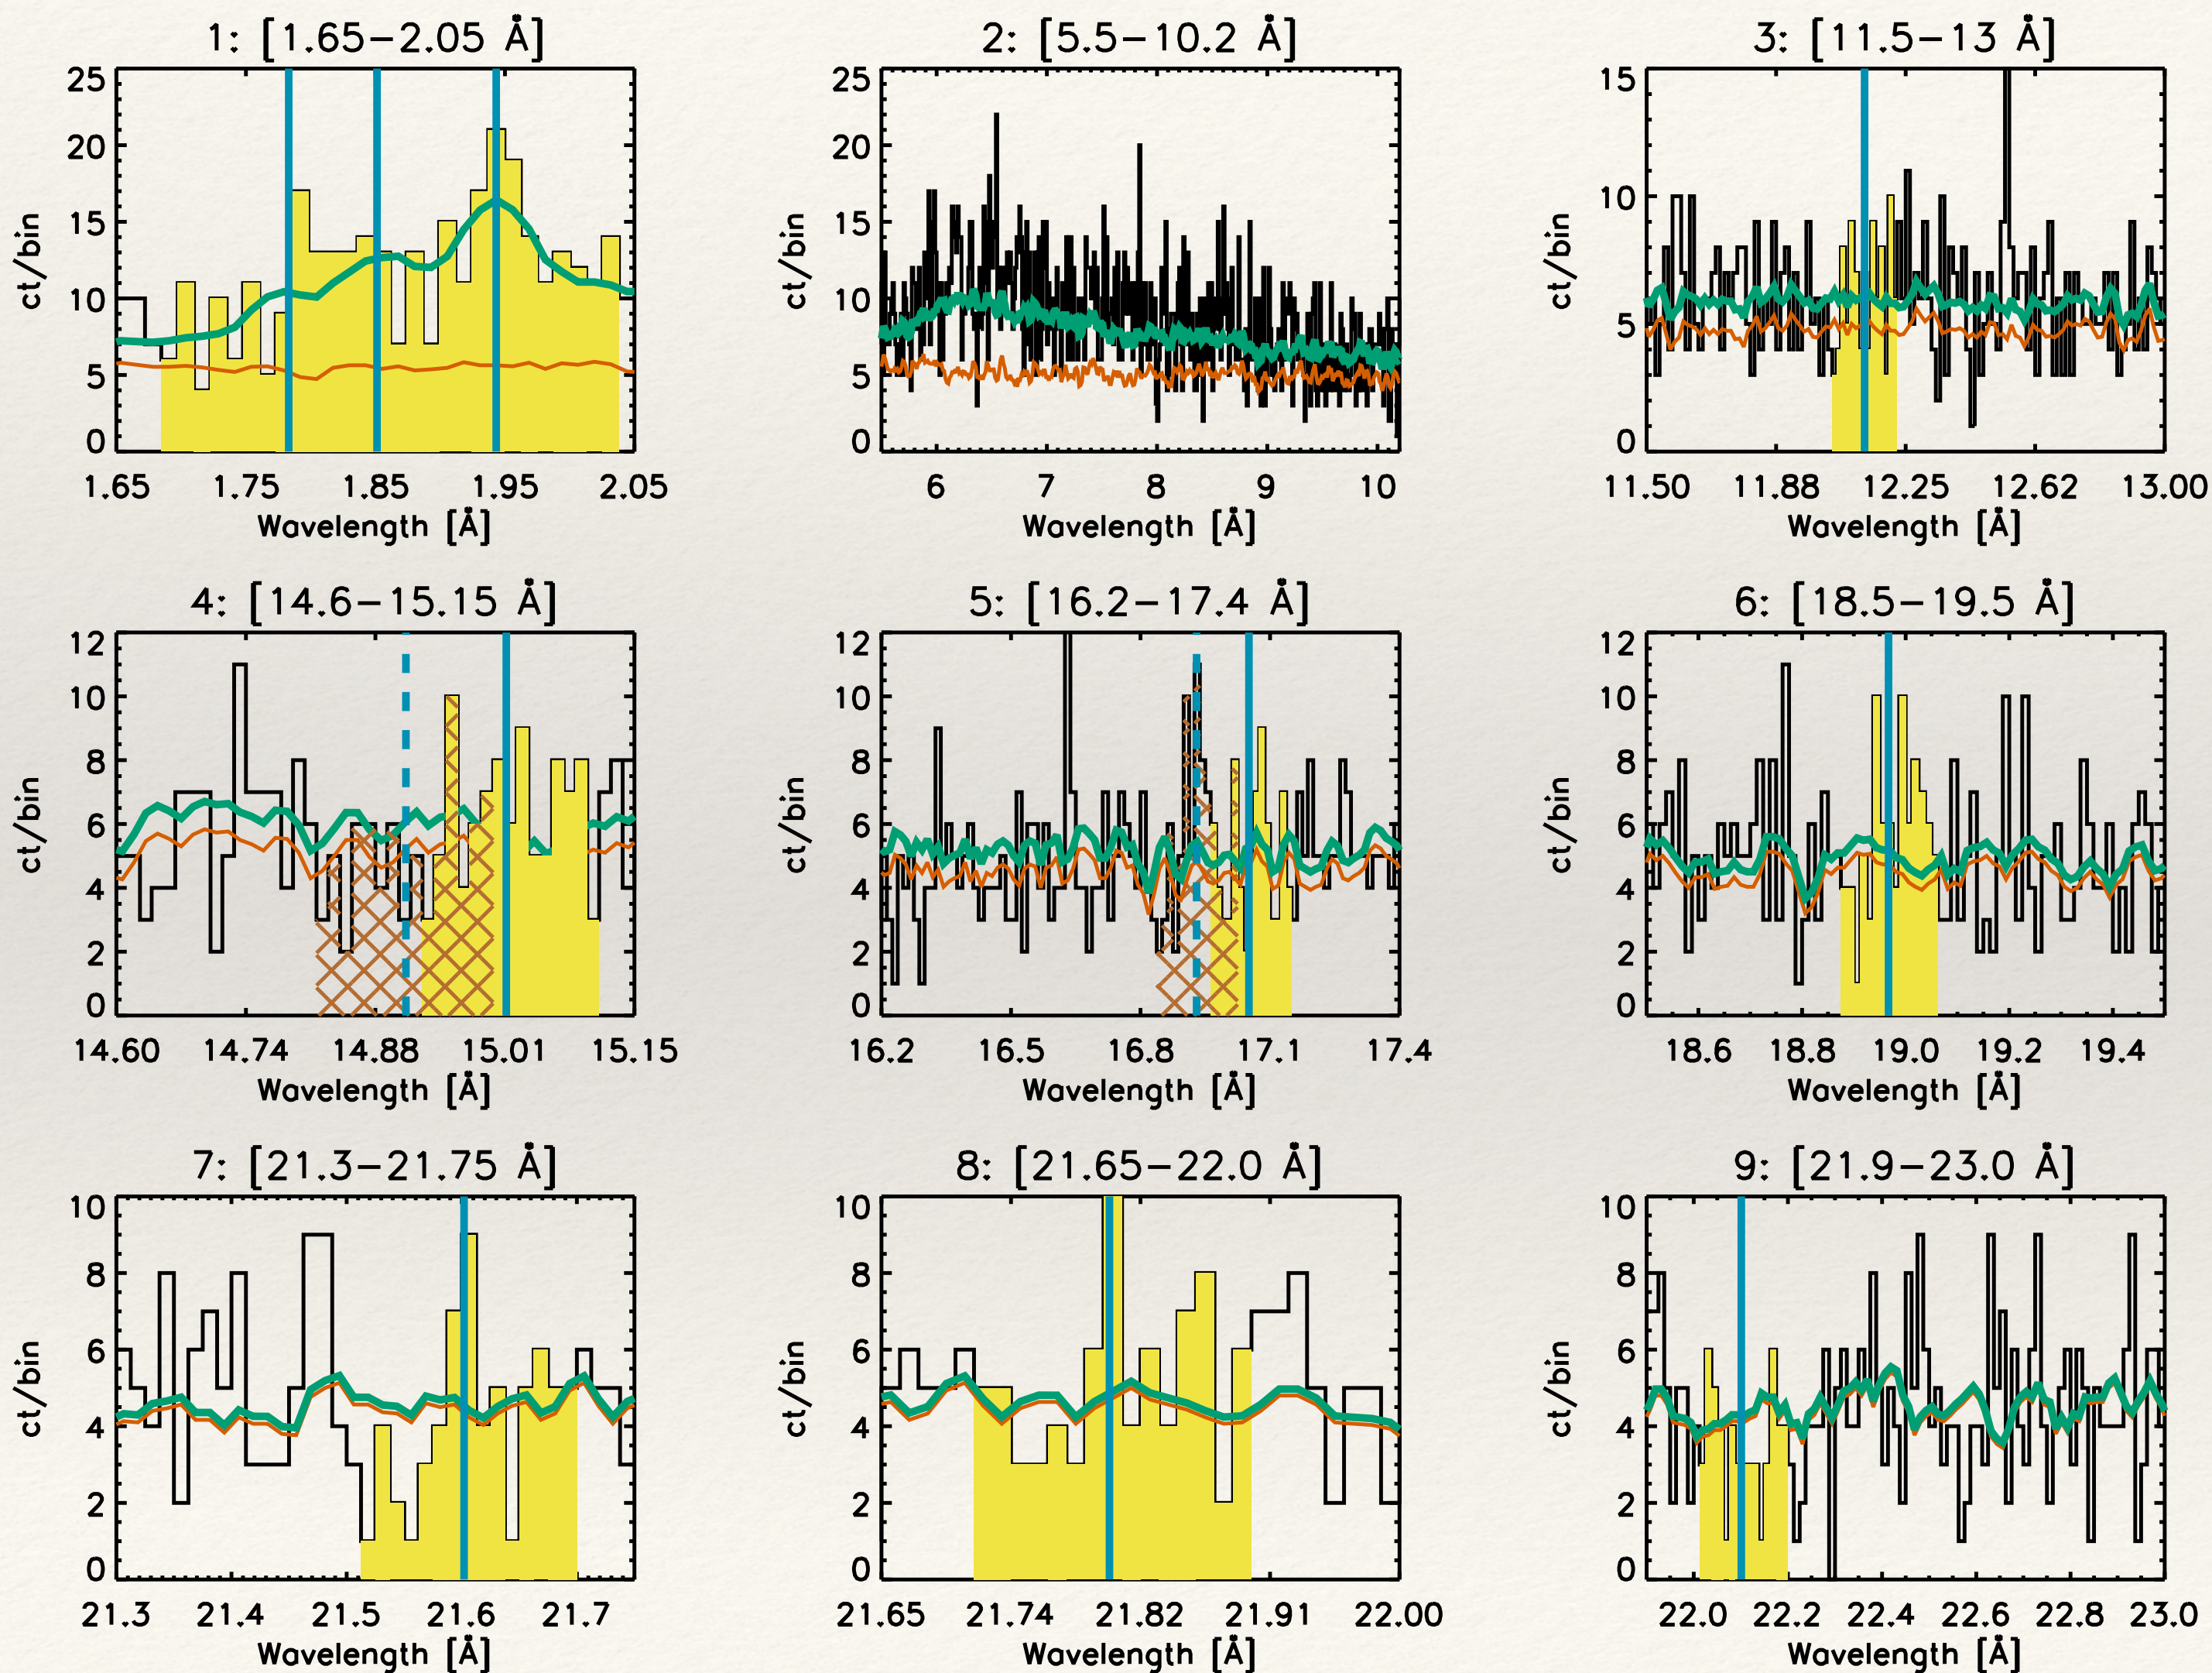 1: [1.65−2.05 Å]
2: [5.5−10.2 Å]
3: [11.5−13 Å]
ct/bin
25
20
15
10
5
0
1.65 1.75 1.85 1.95 2.05
Wavelength [Å]
ct/bin
25
20
15
10
5
0
6 7 8 9 10
Wavelength [Å]
ct/bin
15
10
5
0
11.50 11.88 12.25 12.62 13.00
Wavelength [Å]
4: [14.6−15.15 Å]
5: [16.2−17.4 Å]
6: [18.5−19.5 Å]
ct/bin
12
10
8
6
4
2
0
14.60 14.74 14.88 15.01 15.15
Wavelength [Å]
ct/bin
12
10
8
6
4
2
0
16.2 16.5 16.8 17.1 17.4
Wavelength [Å]
ct/bin
12
10
8
6
4
2
0
18.6 18.8 19.0 19.2 19.4
Wavelength [Å]
7: [21.3−21.75 Å]
8: [21.65−22.0 Å]
9: [21.9−23.0 Å]
ct/bin
10
8
6
4
2
0
21.3 21.4 21.5 21.6 21.7
Wavelength [Å]
ct/bin
10
8
6
4
2
0
21.65 21.74 21.82 21.91 22.00
Wavelength [Å]
ct/bin
10
8
6
4
2
0
22.0 22.2 22.4 22.6 22.8 23.0
Wavelength [Å]